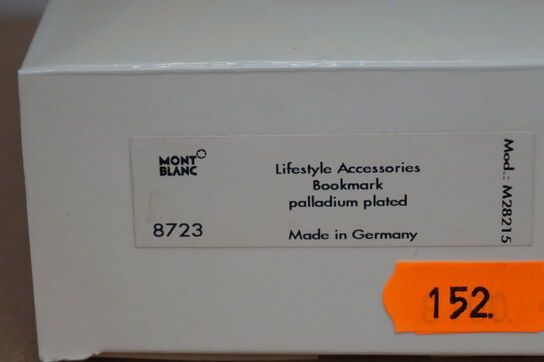 MONT
BLANC
Lifestyle Accessories
Bookmark
palladium plated
8723
Made in Germany
Mod.: M28215
152.